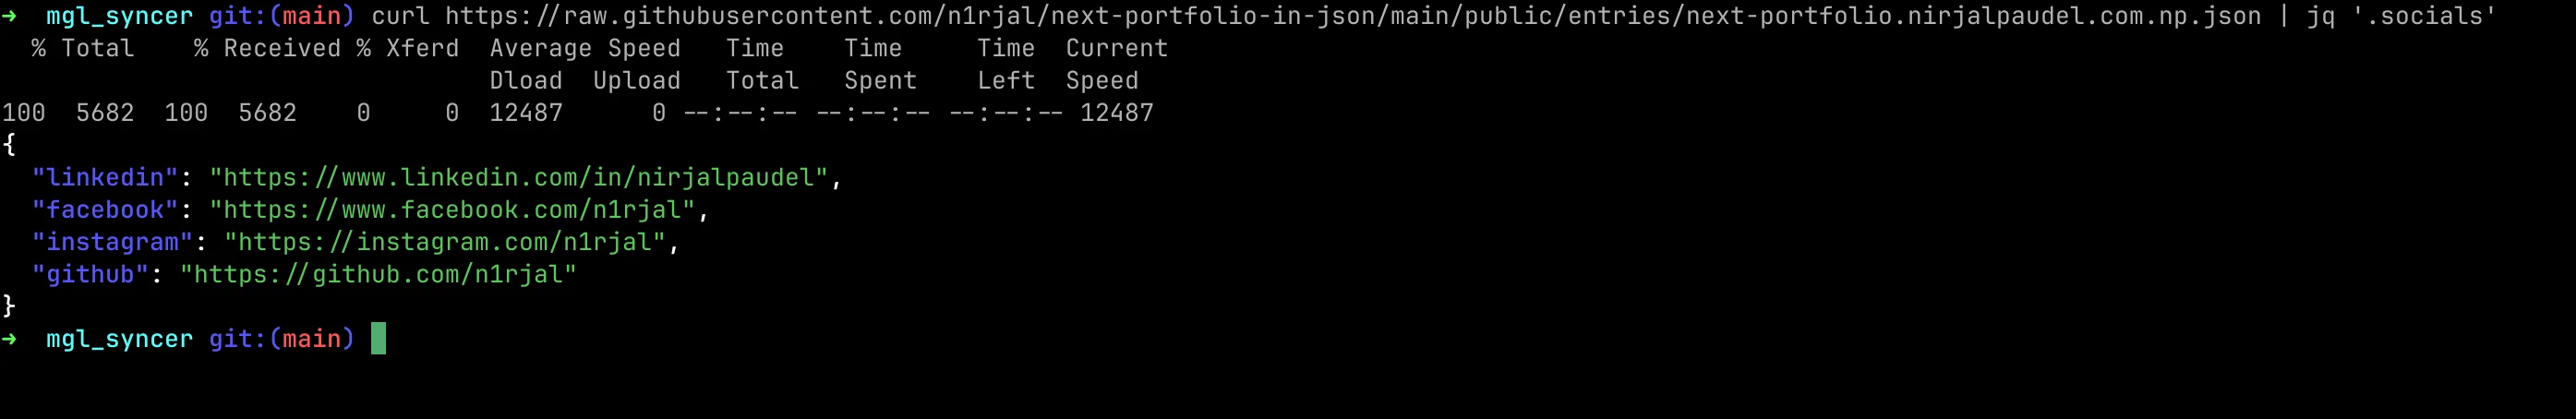 → mgl_syncer git:(main) curl https://raw.githubusercontent.com/n1rjal/next-portfolio-in-json/main/public/entries/next-portfolio.nirjalpaudel.com.np.json | jq '.socials'
  % Total    % Received % Xferd  Average Speed   Time    Time     Time  Current
                                 Dload  Upload   Total   Spent    Left  Speed
100  5682  100  5682    0     0  12487      0 --:--:-- --:--:-- --:--:-- 12487
{
  "linkedin": "https://www.linkedin.com/in/nirjalpaudel",
  "facebook": "https://www.facebook.com/n1rjal",
  "instagram": "https://instagram.com/n1rjal",
  "github": "https://github.com/n1rjal"
}
→ mgl_syncer git:(main)